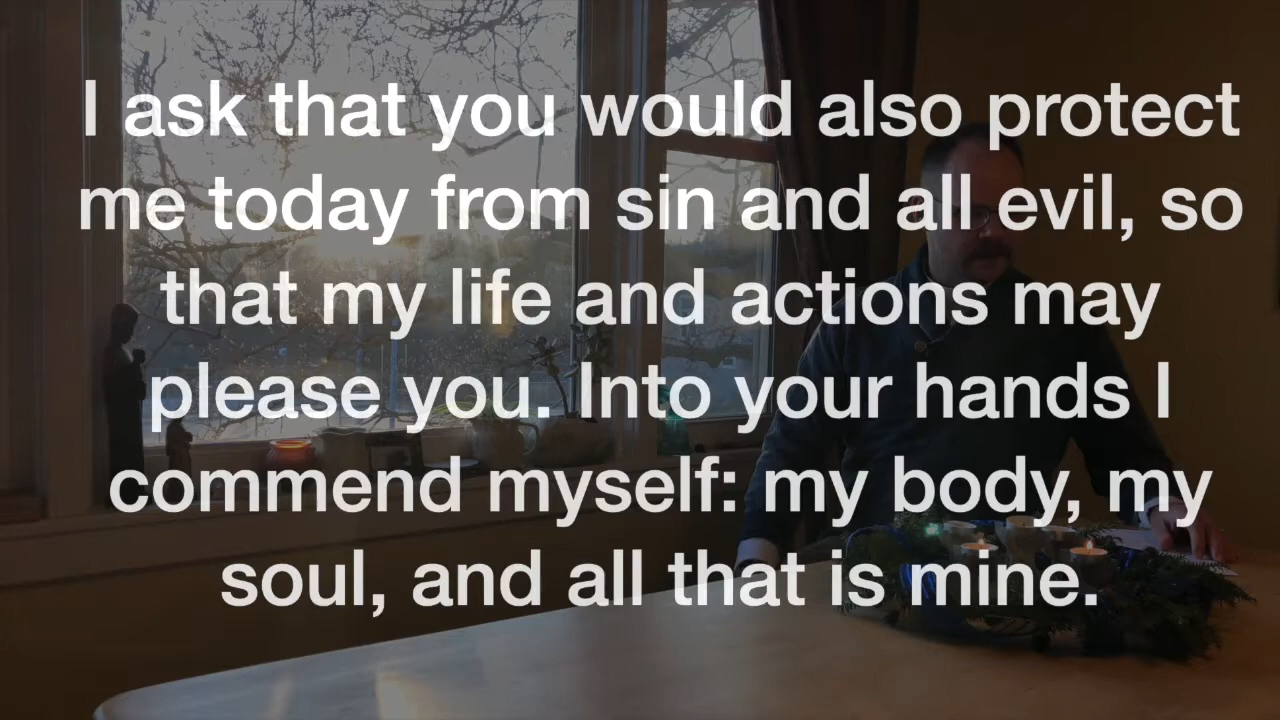 I ask that you would also protect
me today from sin and all evil, so
that my life and actions may
please you. Into your hands I
commend myself: my body, my
soul, and all that is mine.